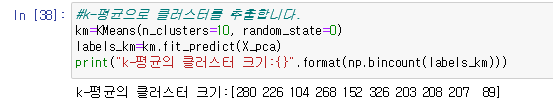 In [38]: #k-평균으로 클러스터를 추출합니다.
km=KMeans(n_clusters=10, random_state=0)
labels_km=km.fit_predict(X_pca)
print("k-평균의 클러스터 크기:{}".format(np.bincount(labels_km)))
k-평균의 클러스터 크기:[280 226 104 268 152 326 203 208 207  89]